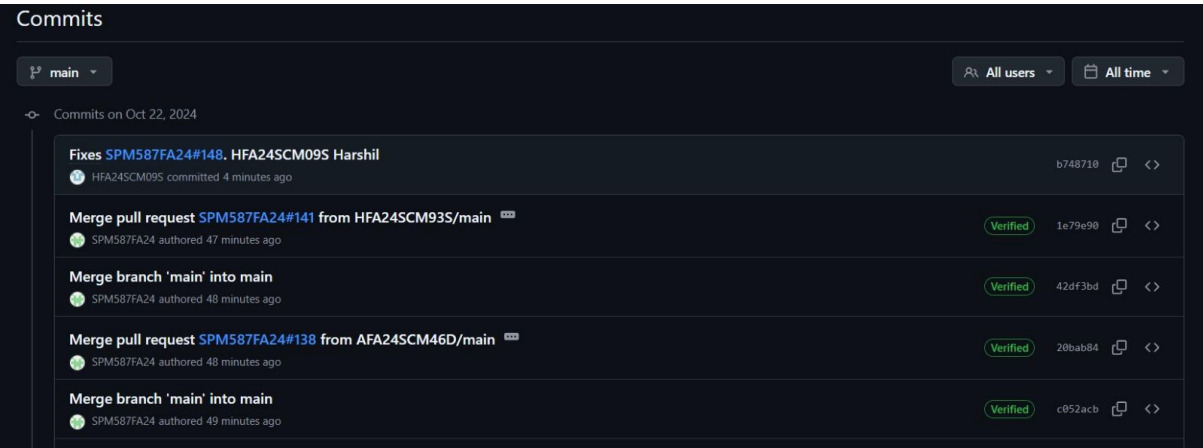 Commits
main
All users
All time
Commits on Oct 22, 2024
Fixes SPM587FA24#148. HFA24SCM09S Harshil
HFA24SCM09S committed 4 minutes ago
b748710
Merge pull request SPM587FA24#141 from HFA24SCM93S/main
SPM587FA24 authored 47 minutes ago
Verified
1e79e90
Merge branch 'main' into main
SPM587FA24 authored 48 minutes ago
Verified
42df3bd
Merge pull request SPM587FA24#138 from AFA24SCM46D/main
SPM587FA24 authored 48 minutes ago
Verified
20bab84
Merge branch 'main' into main
SPM587FA24 authored 49 minutes ago
Verified
c052acb